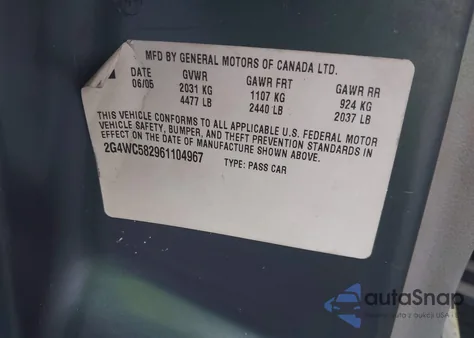 MFD BY GENERAL MOTORS OF CANADA LTD.
DATE GVWR GAWR FRT GAWR RR
06/05 2031 KG 1107 KG 924 KG
4477 LB 2440 LB 2037 LB
THIS VEHICLE CONFORMS TO ALL APPLICABLE U.S. FEDERAL MOTOR
VEHICLE SAFETY, BUMPER, AND THEFT PREVENTION STANDARDS IN
EFFECT ON THE DATE OF MANUFACTURE SHOWN ABOVE.
2G4WC582961104967 TYPE: PASS CAR
autoSnap